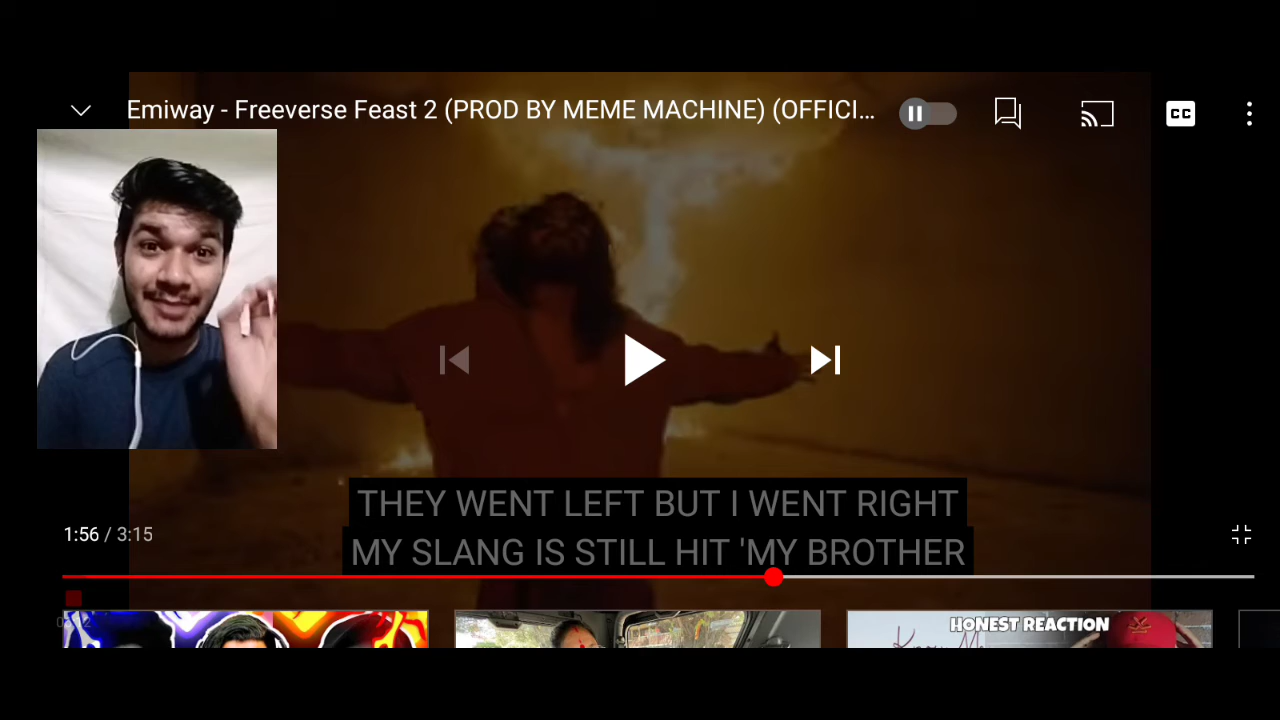 Emiway - Freeverse Feast 2 (PROD BY MEME MACHINE) (OFFICI...
CC
THEY WENT LEFT BUT I WENT RIGHT
MY SLANG IS STILL HIT 'MY BROTHER
1:56 / 3:15
HONEST REACTION